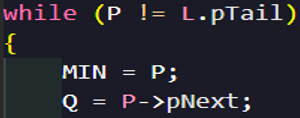 while (P != L.pTail)
{
MIN = P;
Q = P->pNext;